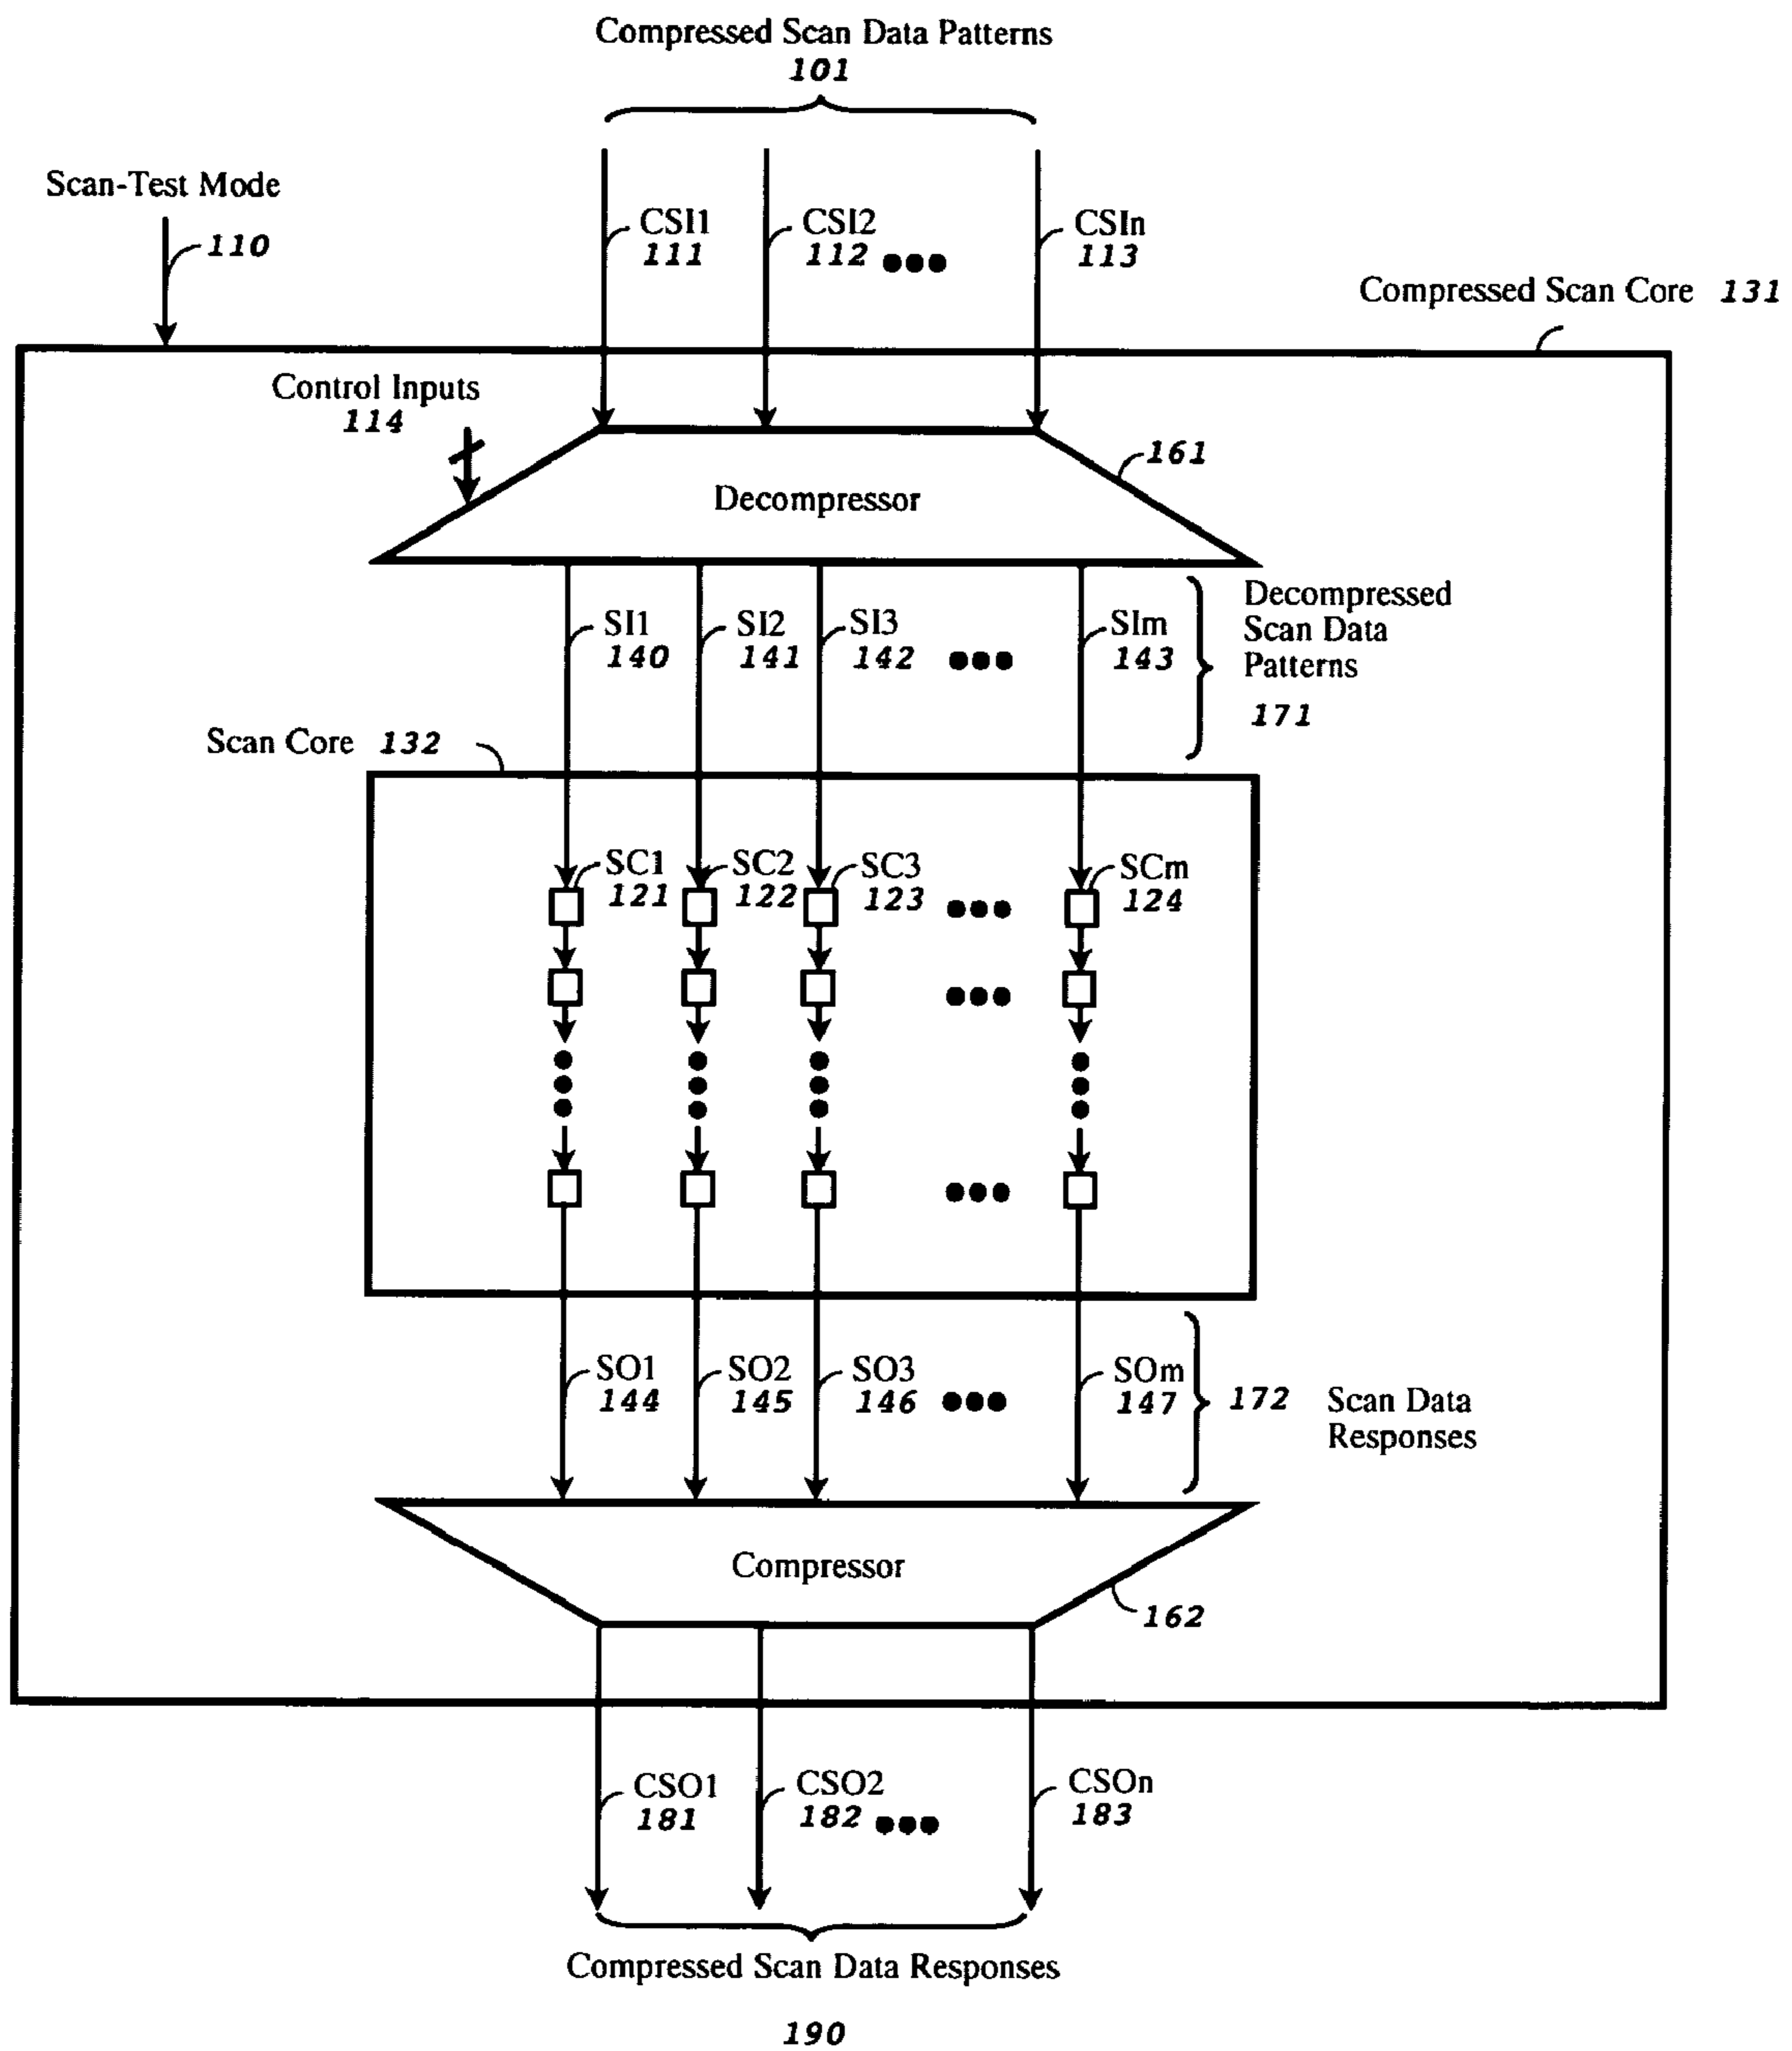 Compressed Scan Data Patterns
101
Scan-Test Mode
110
CSI1
111
CSI2
112
CSIn
113
Compressed Scan Core 131
Control Inputs
114
161
Decompressor
SI1
140
SI2
141
SI3
142
SIm
143
Decompressed
Scan Data
Patterns
171
Scan Core 132
SC1
121
SC2
122
SC3
123
SCm
124
SO1
144
SO2
145
SO3
146
SOm
147
172 Scan Data
Responses
Compressor
162
CSO1
181
CSO2
182
CSOn
183
Compressed Scan Data Responses
190